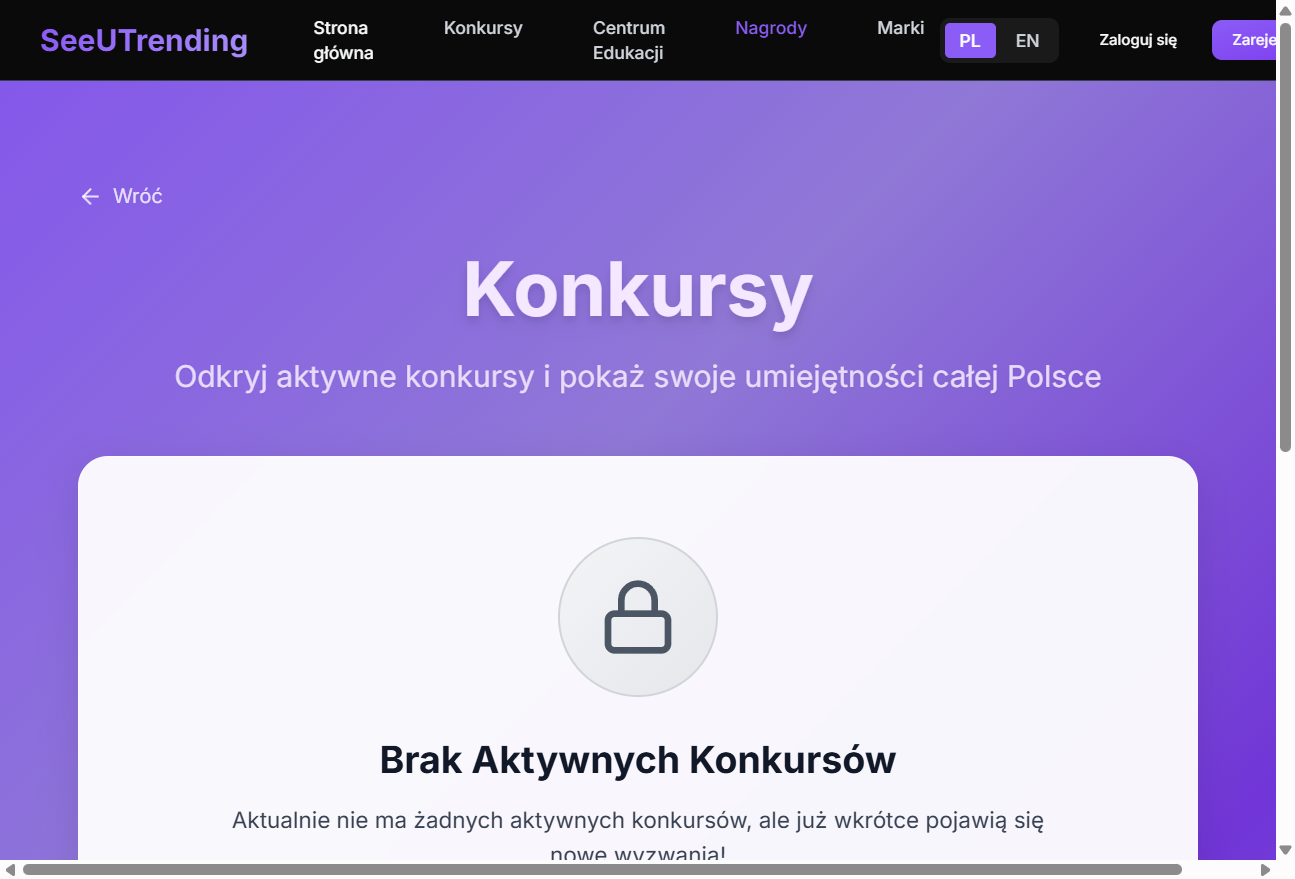 SeeUTrending
Strona
główna
Konkursy
Centrum
Edukacji
Nagrody
Marki
PL
EN
Zaloguj się
Wróć
Konkursy
Odkryj aktywne konkursy i pokaż swoje umiejętności całej Polsce
Brak Aktywnych Konkursów
Aktualnie nie ma żadnych aktywnych konkursów, ale już wkrótce pojawią się
nowe wyzwania!